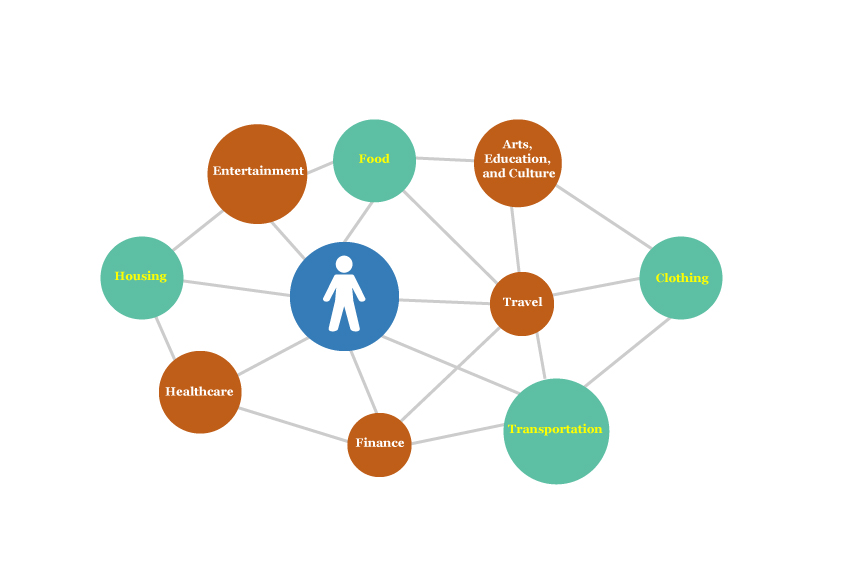 Entertainment
Food
Arts,
Education,
and Culture
Housing
Travel
Clothing
Healthcare
Finance
Transportation